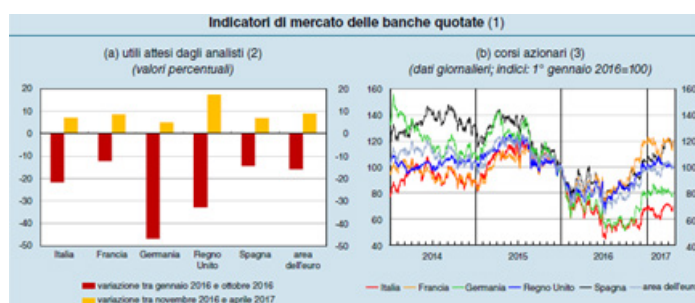 Indicatori di mercato delle banche quotate (1)
(a) utili attesi dagli analisti (2)
(valori percentuali)
20 20
10 10
0 0
-10 -10
-20 -20
-30 -30
-40 -40
-50 -50
Italia Francia Germania Regno Unito Spagna area dell'euro
variazione tra gennaio 2016 e ottobre 2016
variazione tra novembre 2016 e aprile 2017
(b) corsi azionari (3)
(dati giornalieri; indici: 1° gennaio 2016=100)
160 160
140 140
120 120
100 100
80 80
60 60
40 40
2014 2015 2016 2017
Italia Francia Germania Regno Unito Spagna area dell'euro